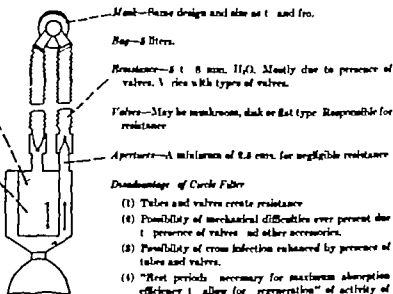 Mask—Same design and size as t and fro.
Bag—5 liters.
Resistance—5 t 8 mm. H₂O. Mostly due to presence of
valves. V ries with types of valves.
Valves—May be mushroom, disk or flat type Responsible for
resistance
Apertures—A minimum of 2.5 cms. for negligible resistance
Disadvantage of Circle Filter
(1) Tubes and valves create resistance
(2) Possibility of mechanical difficulties ever present due
t presence of valves nd other accessories.
(3) Possibility of cross infection enhanced by presence of
tubes and valves.
(4) "Rest periods necessary for maximum absorption
efficiency t allow for regeneration" of activity of